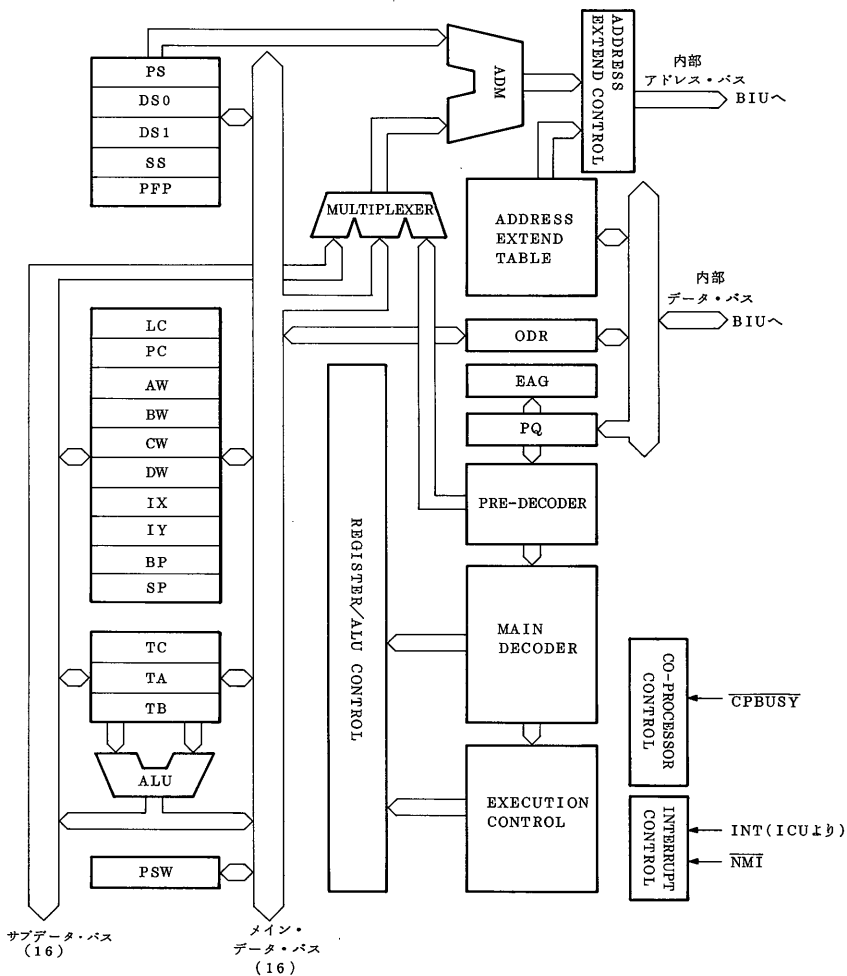 PS
DS0
DS1
SS
PFP
ADM
ADDRESS
EXTEND CONTROL
内部
アドレス・バス
BIUへ
MULTIPLEXER
ADDRESS
EXTEND
TABLE
内部
データ・バス
BIUへ
ODR
EAG
PQ
PRE-DECODER
LC
PC
AW
BW
CW
DW
IX
IY
BP
SP
REGISTER/ALU CONTROL
MAIN
DECODER
TC
TA
TB
ALU
PSW
EXECUTION
CONTROL
CO-PROCESSOR
CONTROL
CPBUSY
INTERRUPT
CONTROL
INT(ICUより)
NMI
サブデータ・バス
(16)
メイン・
データ・バス
(16)